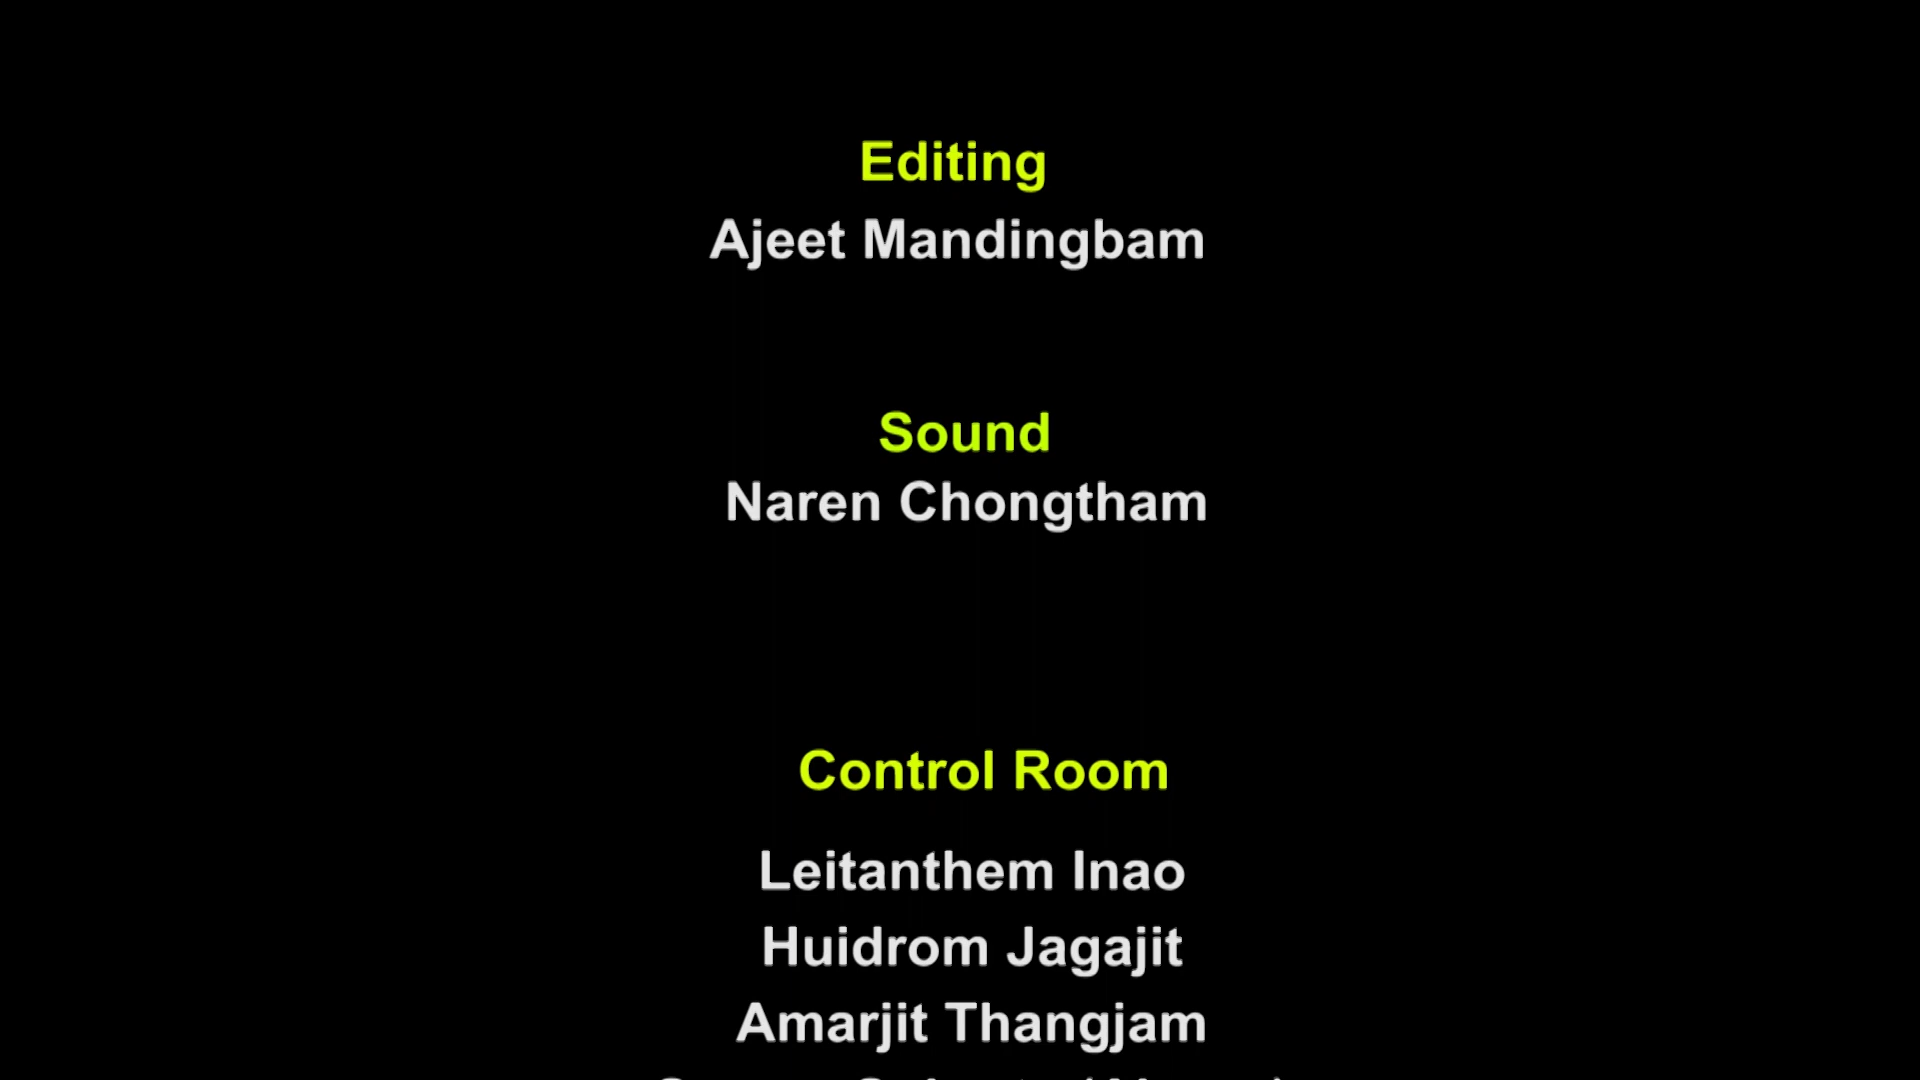 Editing
Ajeet Mandingbam
Sound
Naren Chongtham
Control Room
Leitanthem Inao
Huidrom Jagajit
Amarjit Thangjam